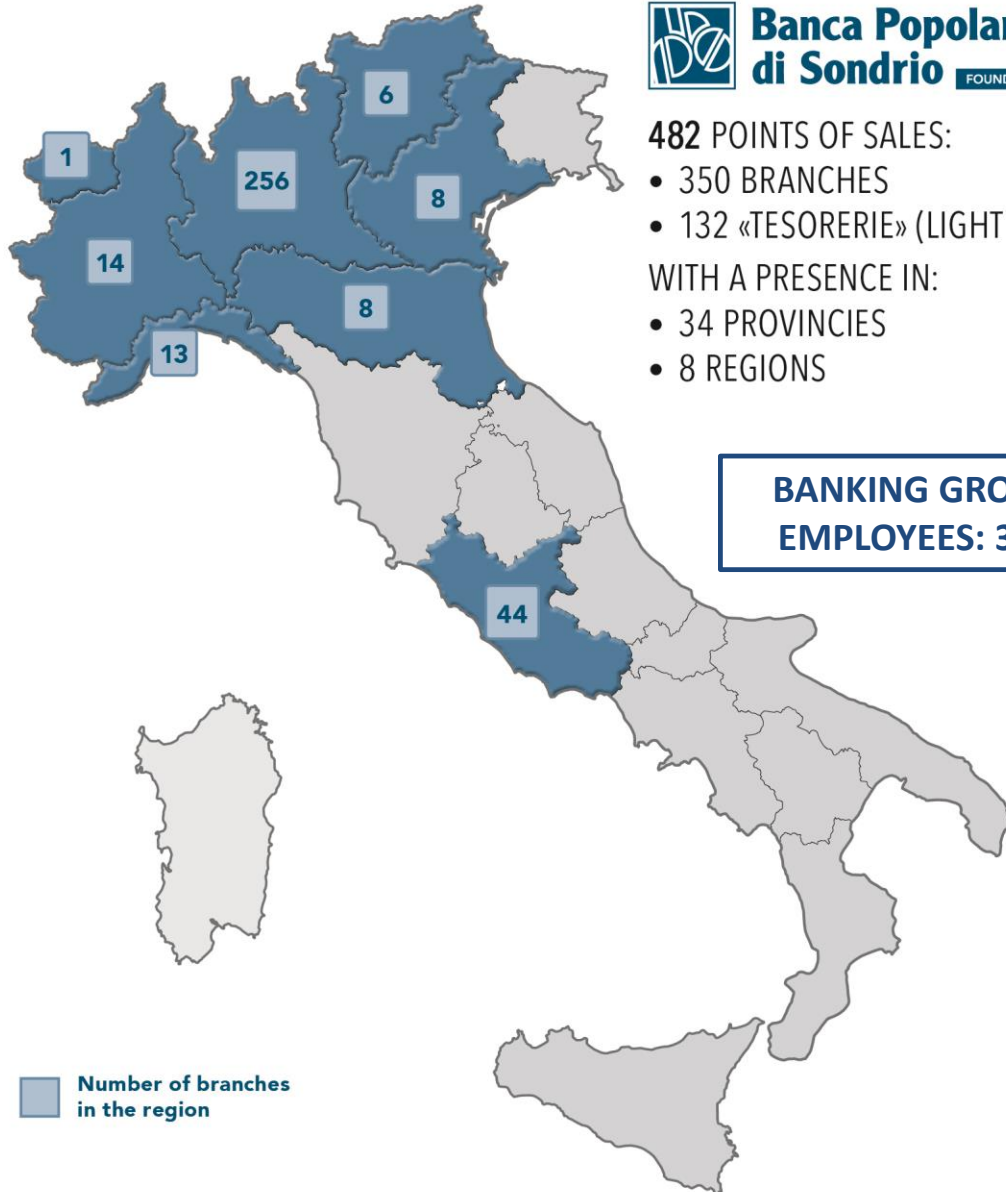 Banca Popolar
di Sondrio FOUND
482 POINTS OF SALES:
• 350 BRANCHES
• 132 «TESORERIE» (LIGHT
WITH A PRESENCE IN:
• 34 PROVINCIES
• 8 REGIONS
BANKING GRO
EMPLOYEES: 3
6
1
256
8
14
8
13
44
Number of branches
in the region